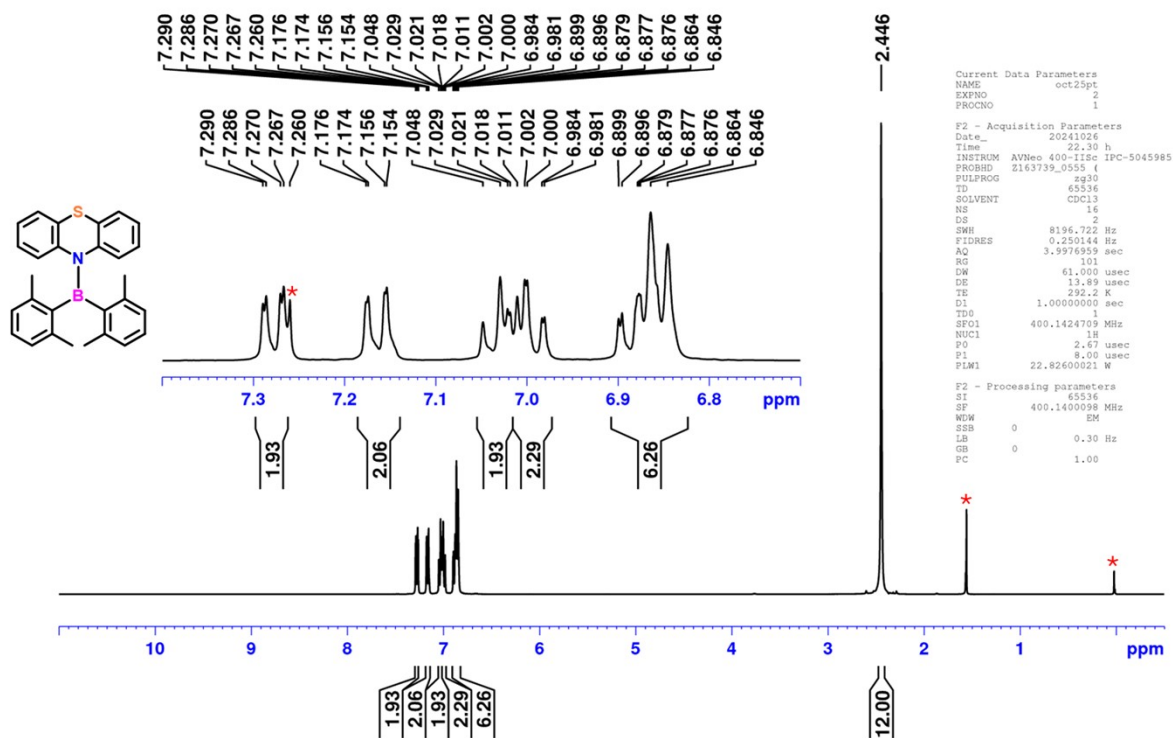 7.290 7.286 7.270 7.267 7.260 7.176 7.174 7.156 7.154 7.048 7.029 7.021 7.018 7.011 7.002 7.000 6.984 6.981 6.899 6.896 6.879 6.877 6.876 6.864 6.846
2.446
7.290 7.286 7.270 7.267 7.260 7.176 7.174 7.156 7.154 7.048 7.029 7.021 7.018 7.011 7.002 7.000 6.984 6.981 6.899 6.896 6.879 6.877 6.876 6.864 6.846
Current Data Parameters
NAME oct25pt
EXPNO 2
PROCNO 1
F2 - Acquisition Parameters
Date_ 20241026
Time 22.30 h
INSTRUM AVNeo 400-IISc IPC-5045985
PROBHD Z163739_0555 (
PULPROG zg30
TD 65536
SOLVENT CDCl3
NS 16
DS 2
SWH 8196.722 Hz
FIDRES 0.250144 Hz
AQ 3.9976959 sec
RG 101
DW 61.000 usec
DE 13.89 usec
TE 292.2 K
D1 1.00000000 sec
TD0 1
SFO1 400.1424709 MHz
NUC1 1H
P0 2.67 usec
P1 8.00 usec
PLW1 22.82600021 W
F2 - Processing parameters
SI 65536
SF 400.1400098 MHz
WDW EM
SSB 0
LB 0.30 Hz
GB 0
PC 1.00
S
N
B
*
7.3 7.2 7.1 7.0 6.9 6.8 ppm
1.93 2.06 1.93 2.29 6.26
* *
10 9 8 7 6 5 4 3 2 1 ppm
1.93 2.06 1.93 2.29 6.26 12.00